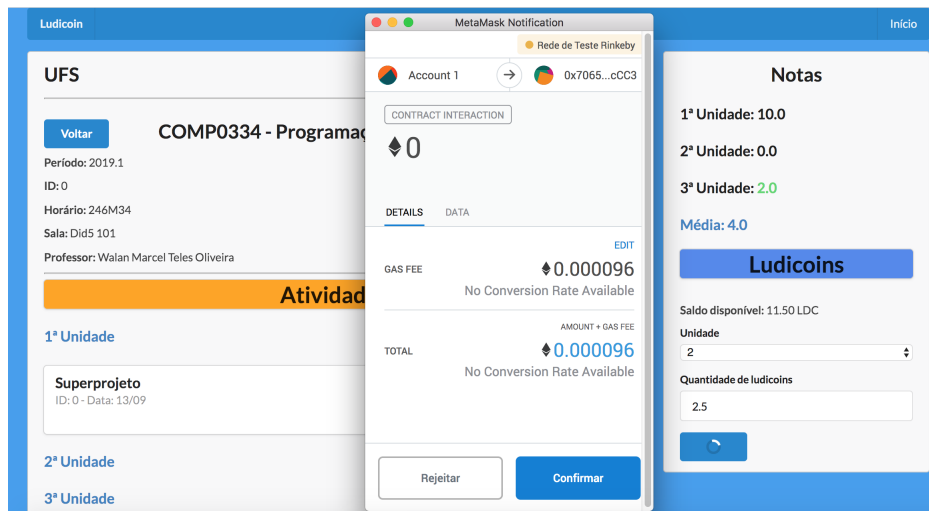 Ludicoin
Início
UFS
Voltar
COMP0334 - Programaç
Período: 2019.1
ID: 0
Horário: 246M34
Sala: Did5 101
Professor: Walan Marcel Teles Oliveira
Atividad
1ª Unidade
Superprojeto
ID: 0 - Data: 13/09
2ª Unidade
3ª Unidade
MetaMask Notification
Rede de Teste Rinkeby
Account 1
0x7065...cCC3
CONTRACT INTERACTION
0
DETAILS
DATA
EDIT
GAS FEE
0.000096
No Conversion Rate Available
AMOUNT + GAS FEE
TOTAL
0.000096
No Conversion Rate Available
Rejeitar
Confirmar
Notas
1ª Unidade: 10.0
2ª Unidade: 0.0
3ª Unidade: 2.0
Média: 4.0
Ludicoins
Saldo disponível: 11.50 LDC
Unidade
2
Quantidade de ludicoins
2.5